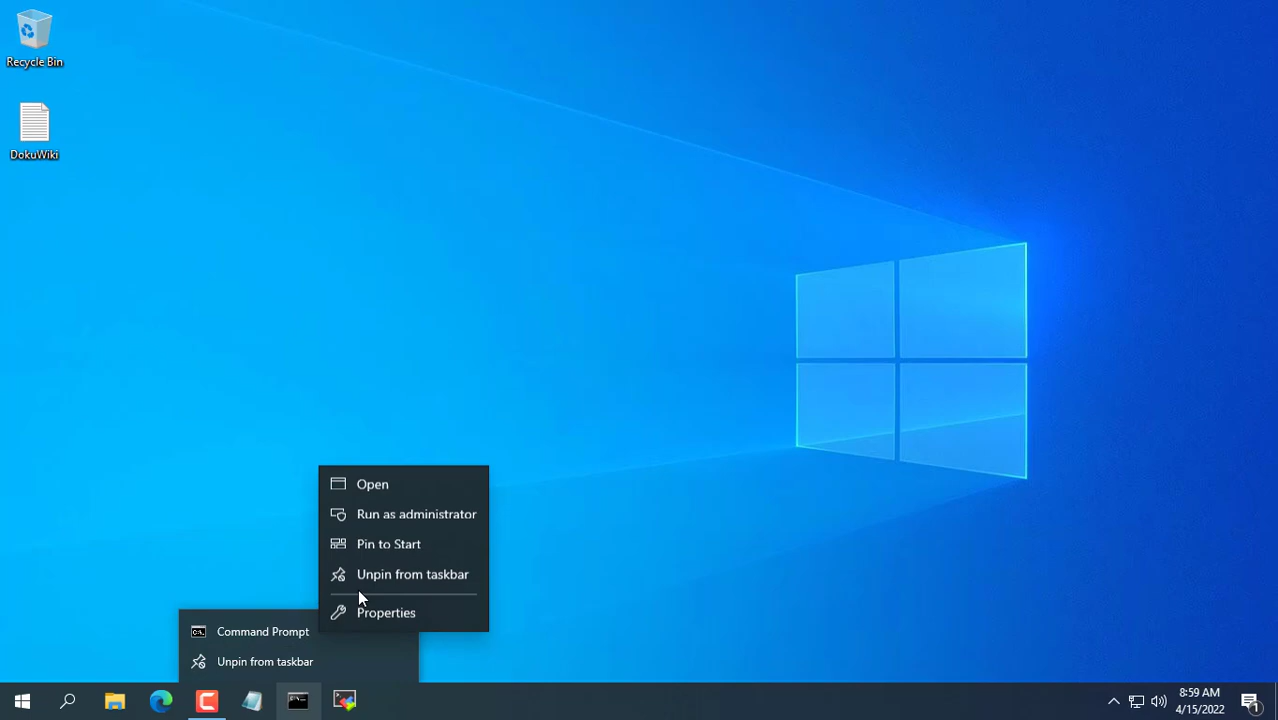 Recycle Bin
DokuWiki
Open
Run as administrator
Pin to Start
Unpin from taskbar
Properties
Command Prompt
Unpin from taskbar
8:59 AM
4/15/2022
1